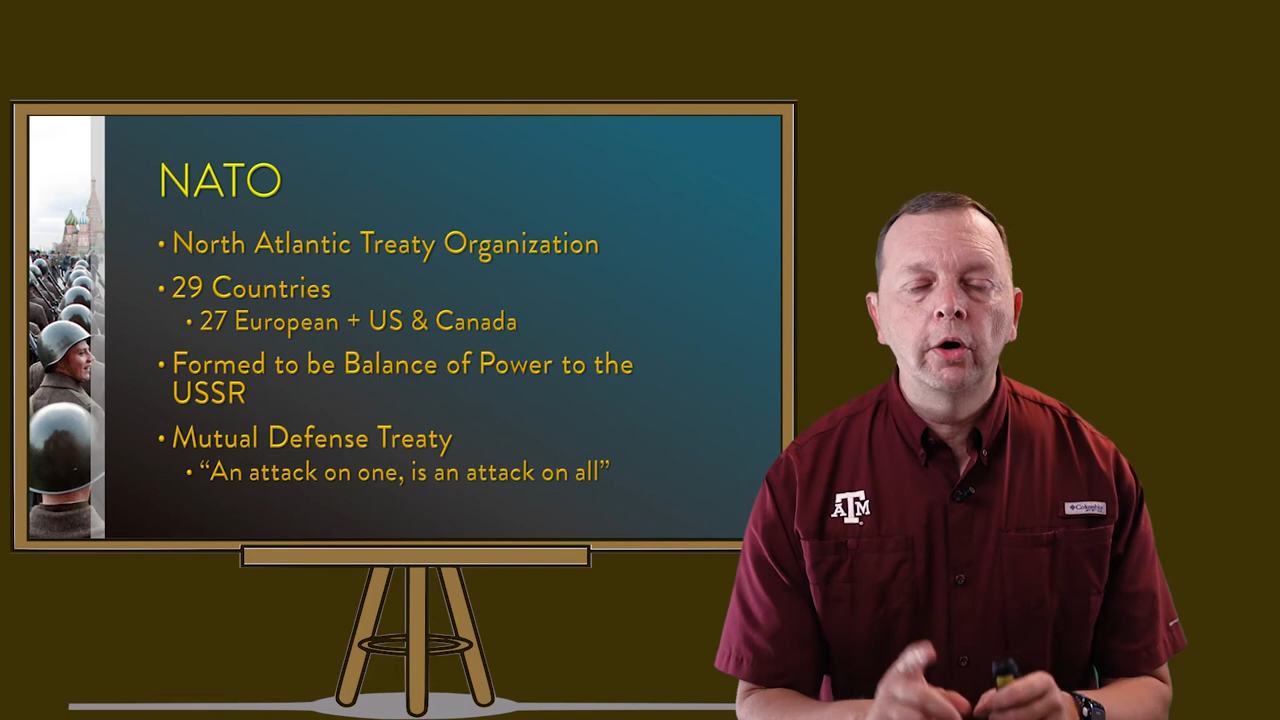 NATO
• North Atlantic Treaty Organization
• 29 Countries
• 27 European + US & Canada
• Formed to be Balance of Power to the
USSR
• Mutual Defense Treaty
• “An attack on one, is an attack on all”
ATM
Columbia